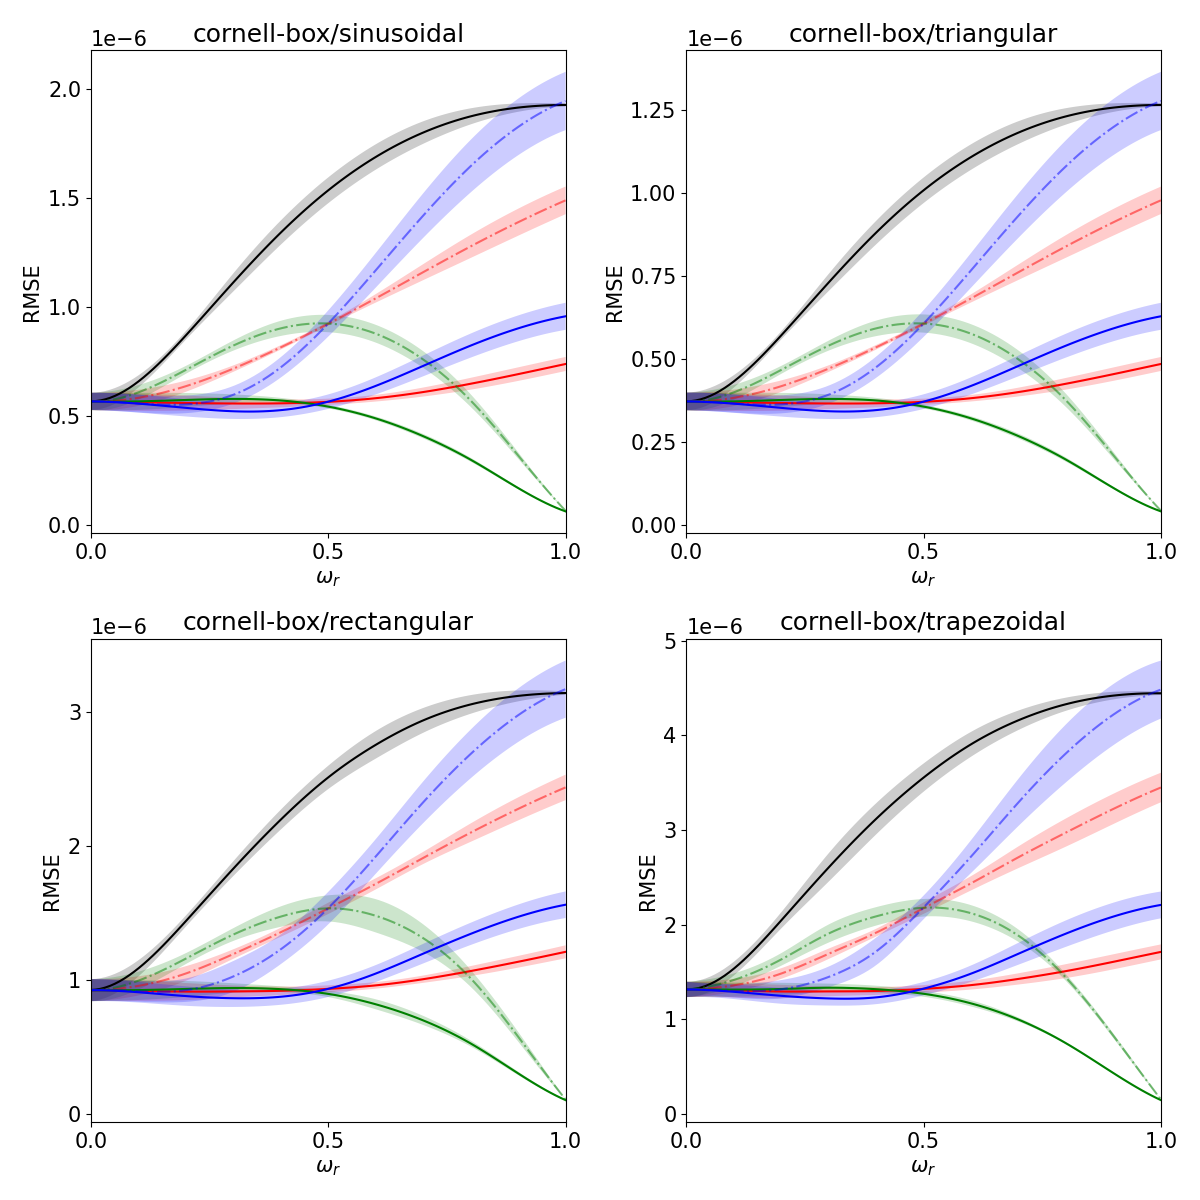 cornell-box/sinusoidal
1e−6
2.0
1.5
1.0
0.5
0.0
RMSE
0.0 0.5 1.0
ω_r
cornell-box/triangular
1e−6
1.25
1.00
0.75
0.50
0.25
0.00
RMSE
0.0 0.5 1.0
ω_r
cornell-box/rectangular
1e−6
3
2
1
0
RMSE
0.0 0.5 1.0
ω_r
cornell-box/trapezoidal
1e−6
5
4
3
2
1
0
RMSE
0.0 0.5 1.0
ω_r